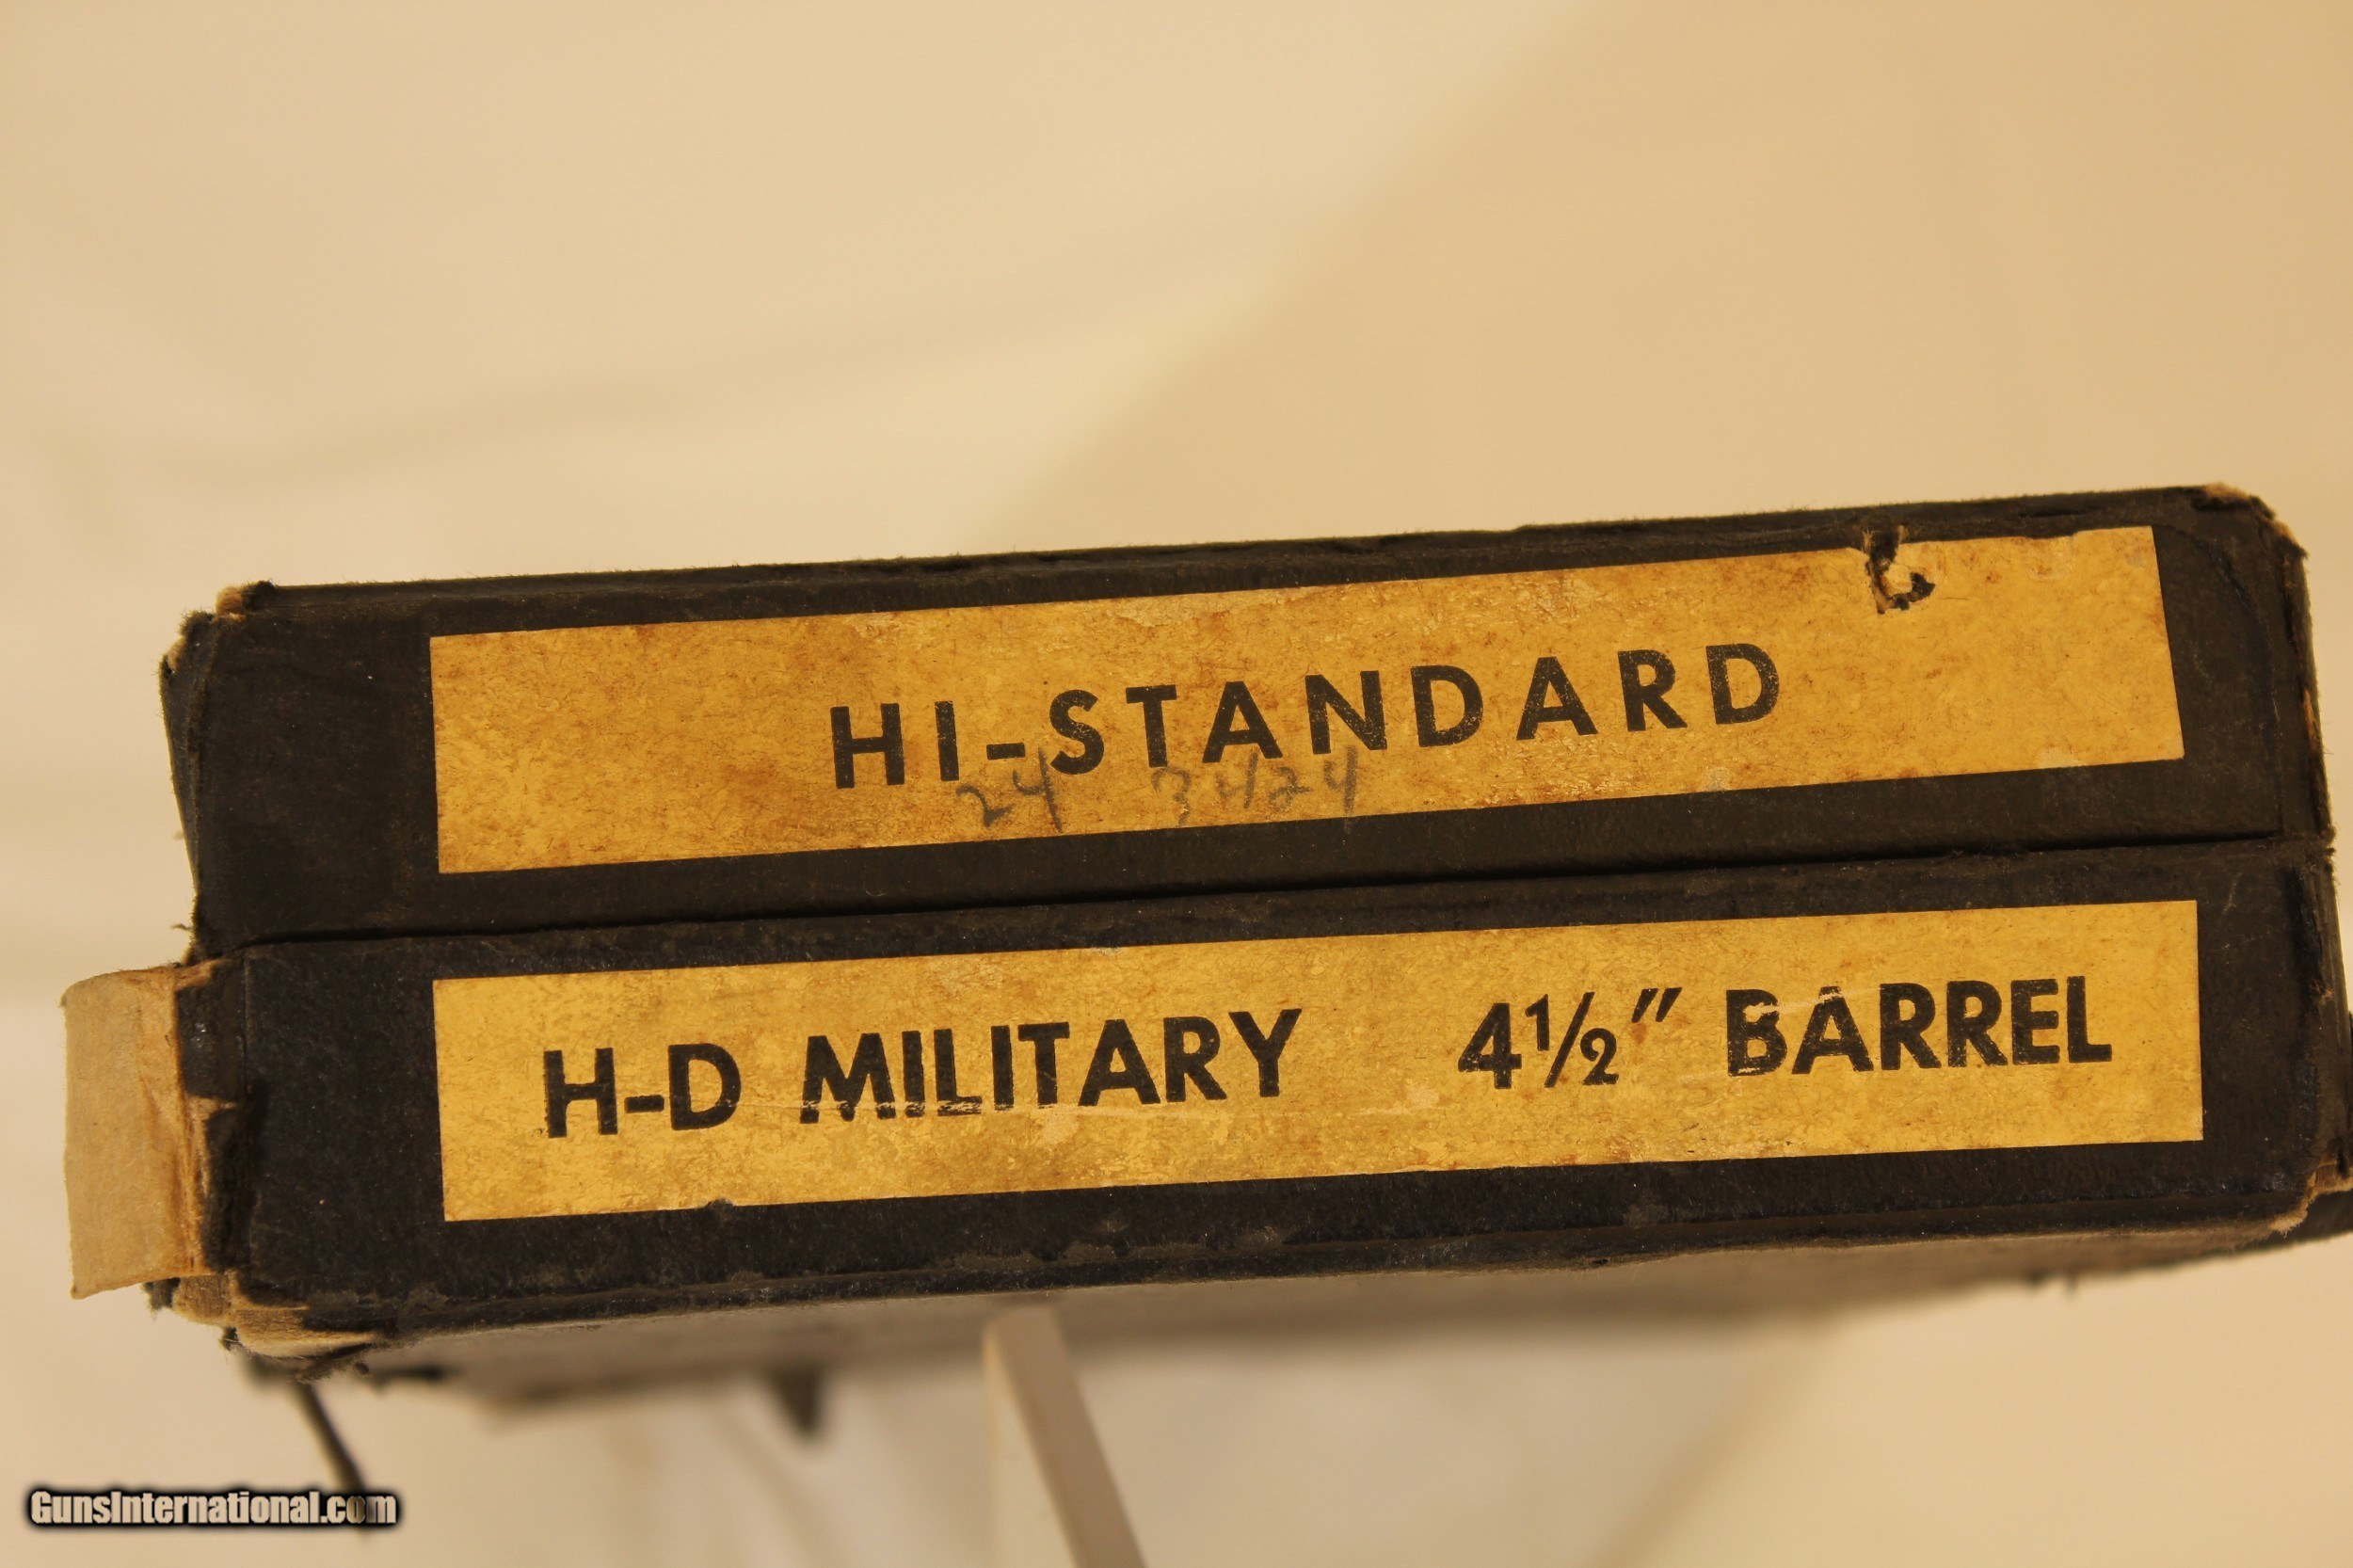 HI-STANDARD
24 3424
H-D MILITARY 4½" BARREL
GunsInternational.com